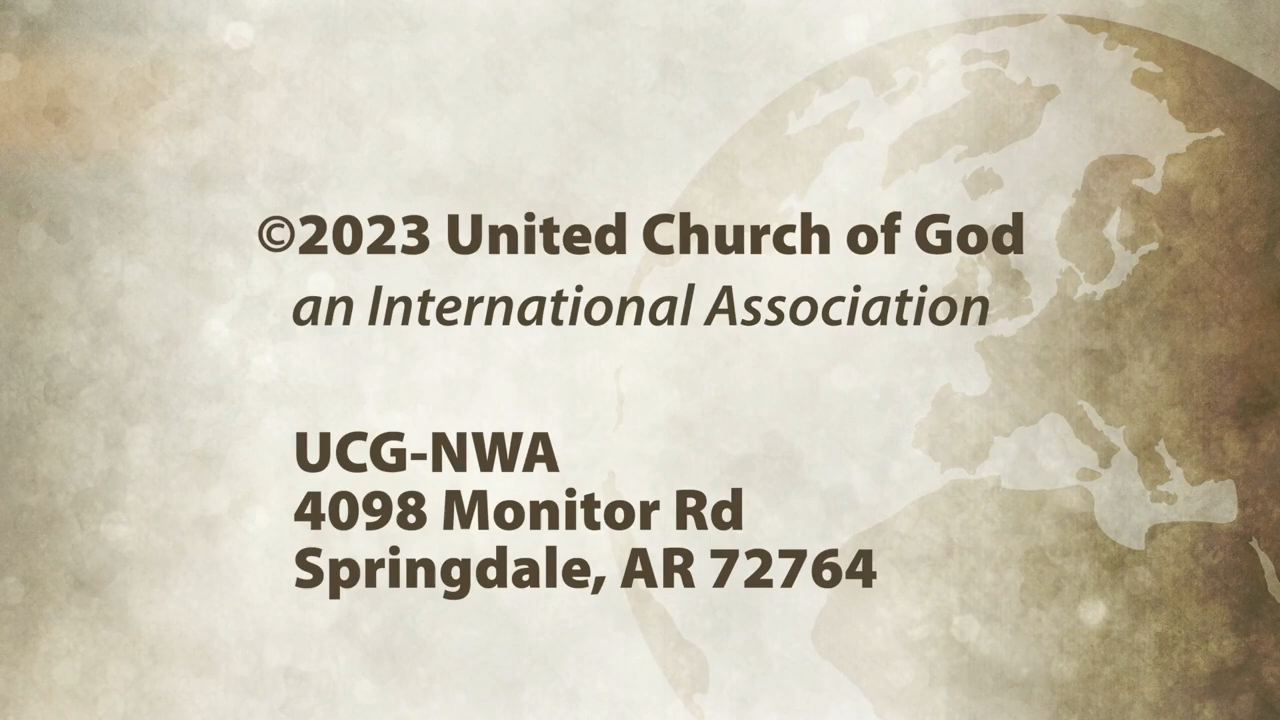 ©2023 United Church of God
an International Association
UCG-NWA
4098 Monitor Rd
Springdale, AR 72764